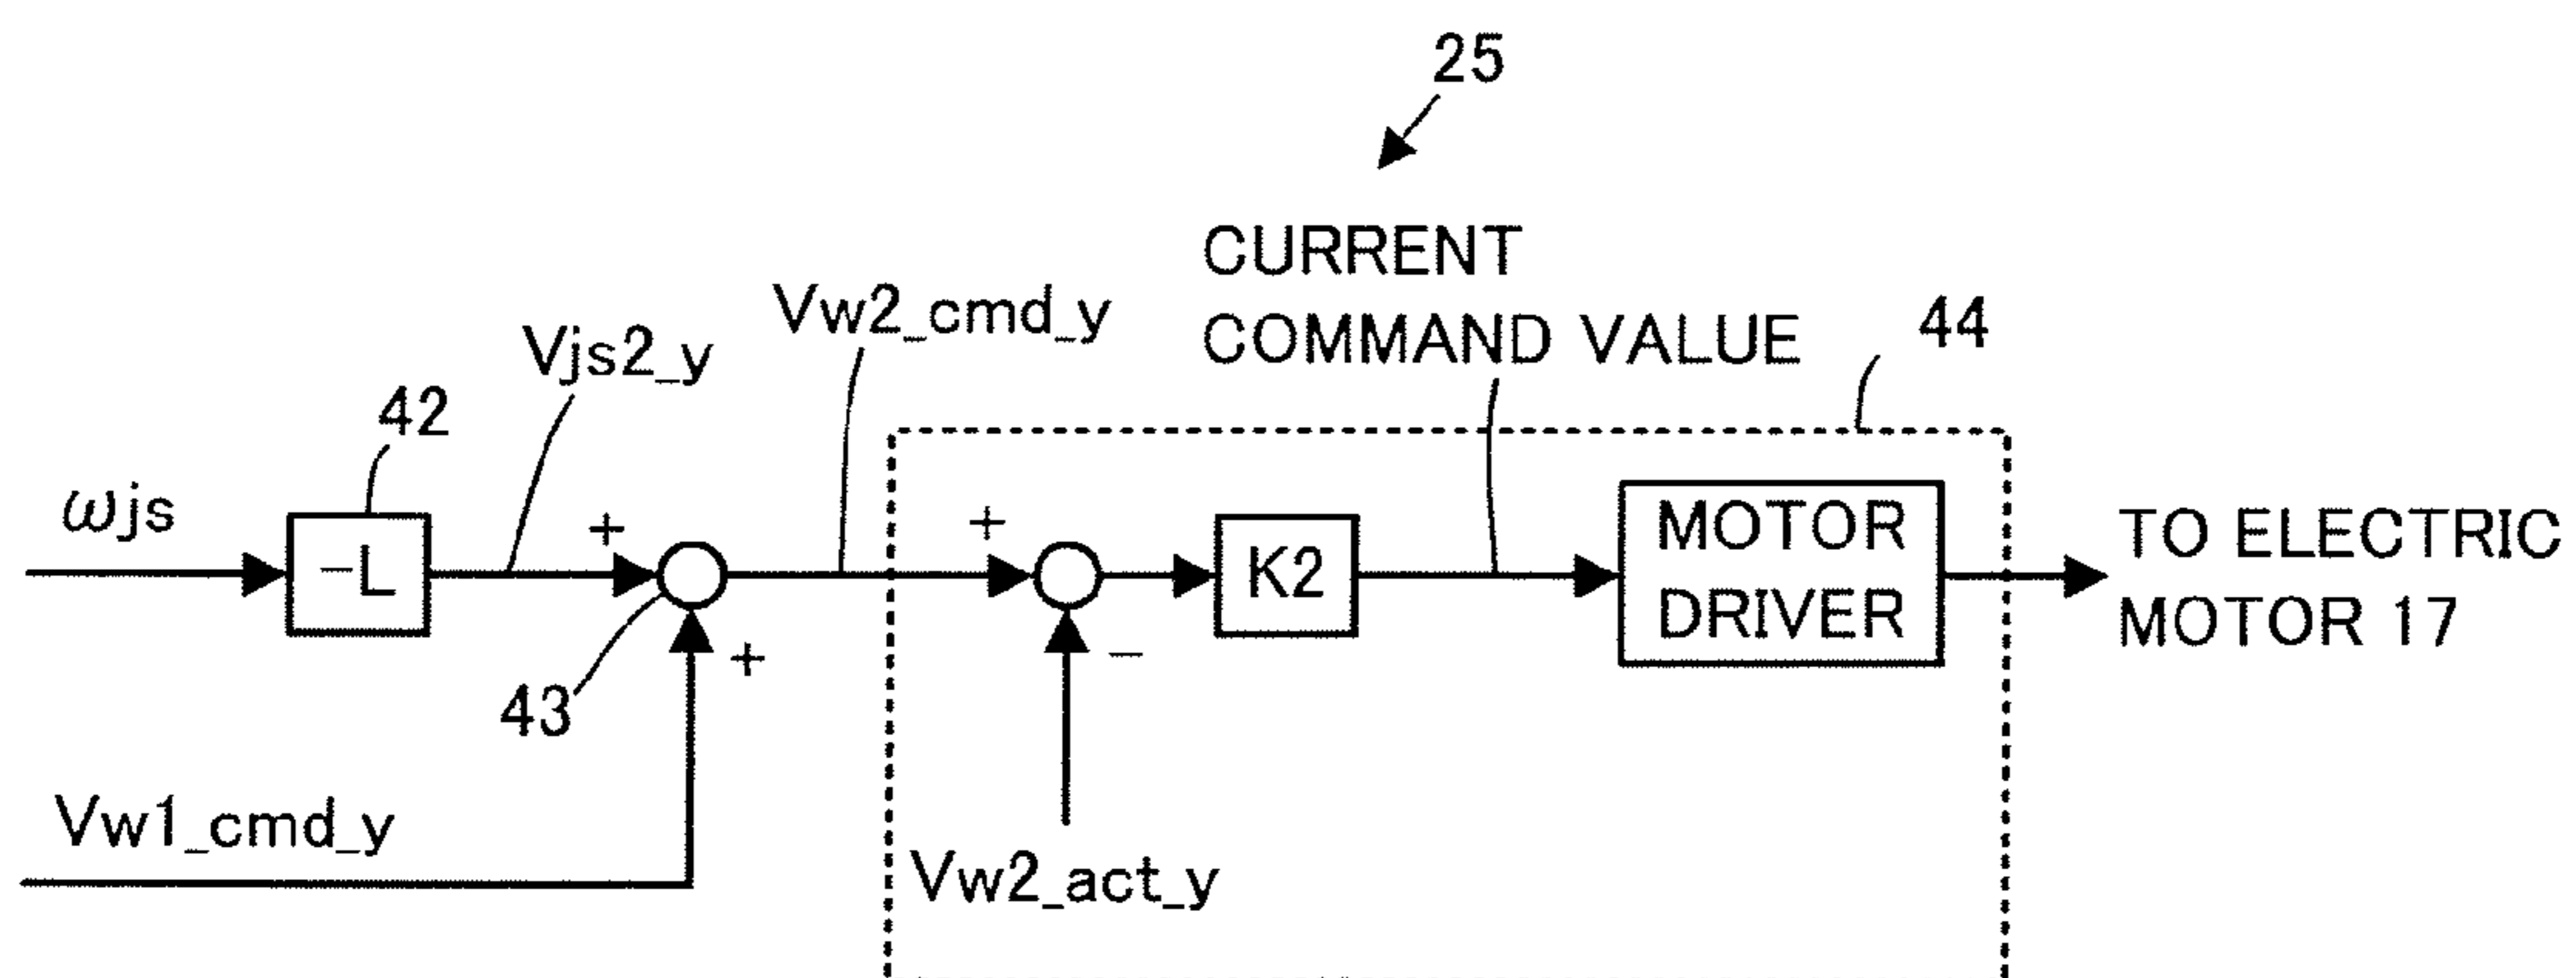 25
CURRENT
COMMAND VALUE
44
Vw2_cmd_y
Vjs2_y
42
ωjs
-L
+
+
43
Vw1_cmd_y
+
-
Vw2_act_y
K2
MOTOR
DRIVER
TO ELECTRIC
MOTOR 17